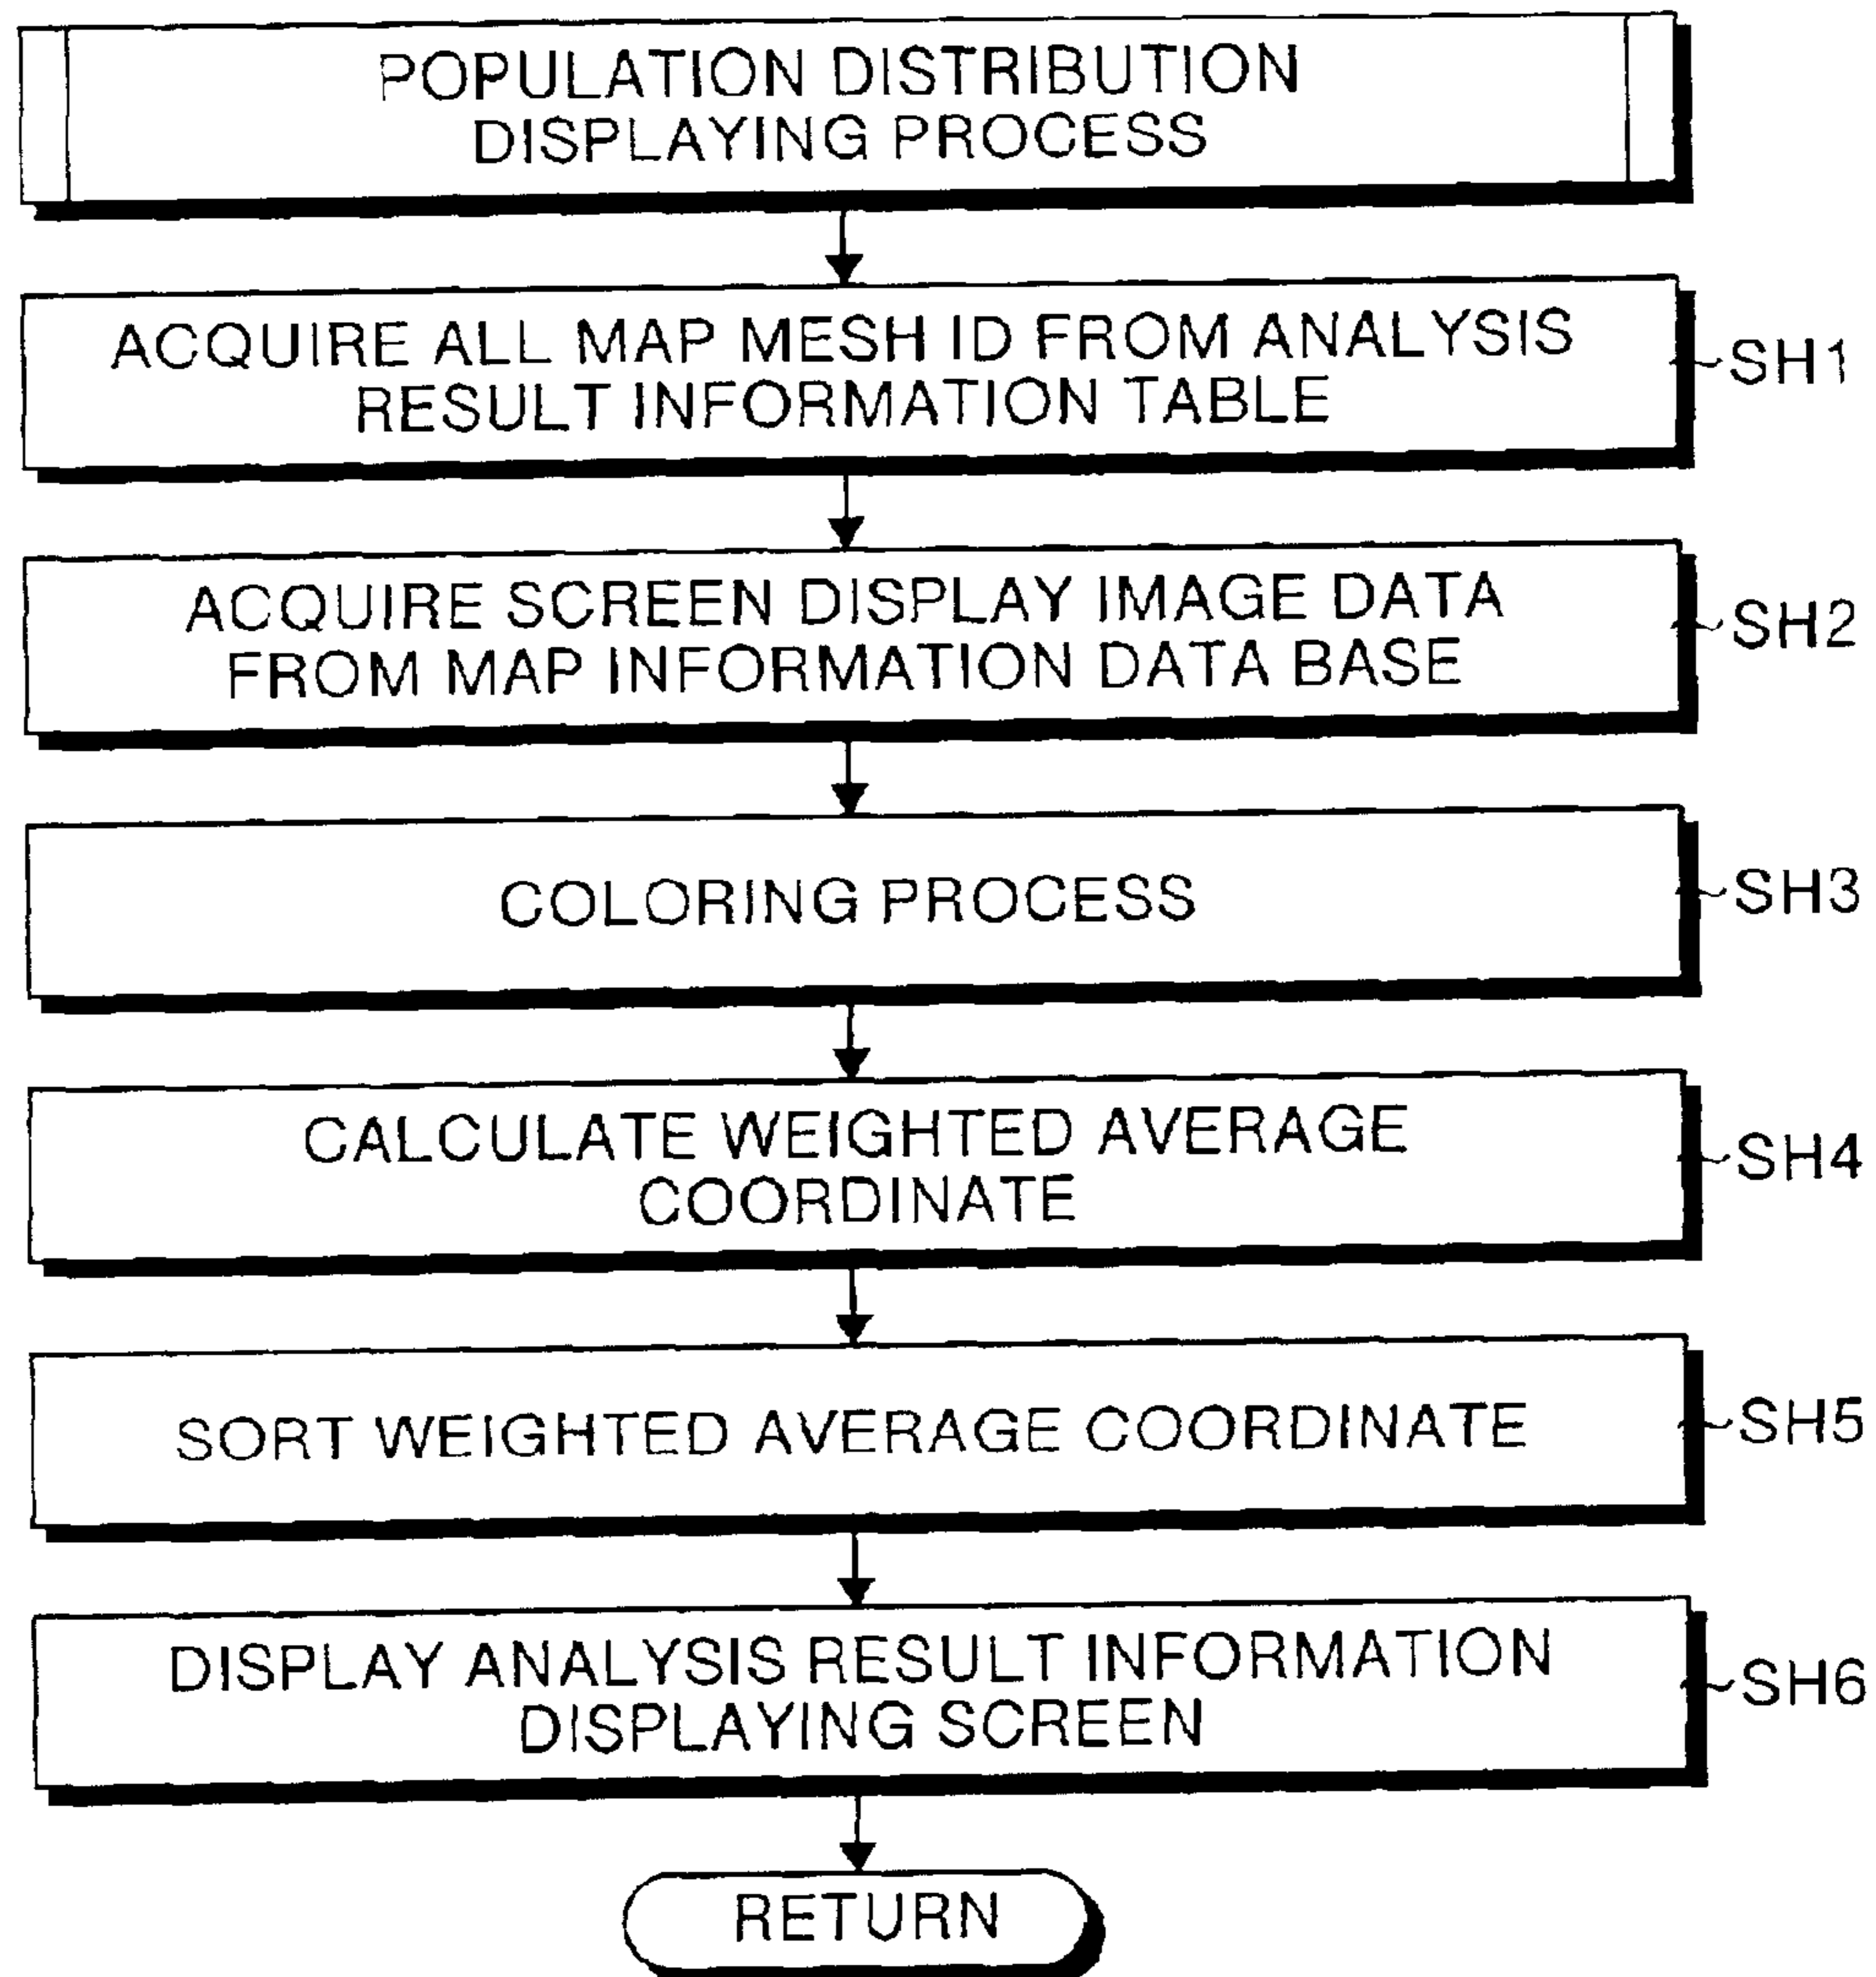 POPULATION DISTRIBUTION
DISPLAYING PROCESS
ACQUIRE ALL MAP MESH ID FROM ANALYSIS
RESULT INFORMATION TABLE
SH1
ACQUIRE SCREEN DISPLAY IMAGE DATA
FROM MAP INFORMATION DATA BASE
SH2
COLORING PROCESS
SH3
CALCULATE WEIGHTED AVERAGE
COORDINATE
SH4
SORT WEIGHTED AVERAGE COORDINATE
SH5
DISPLAY ANALYSIS RESULT INFORMATION
DISPLAYING SCREEN
SH6
RETURN